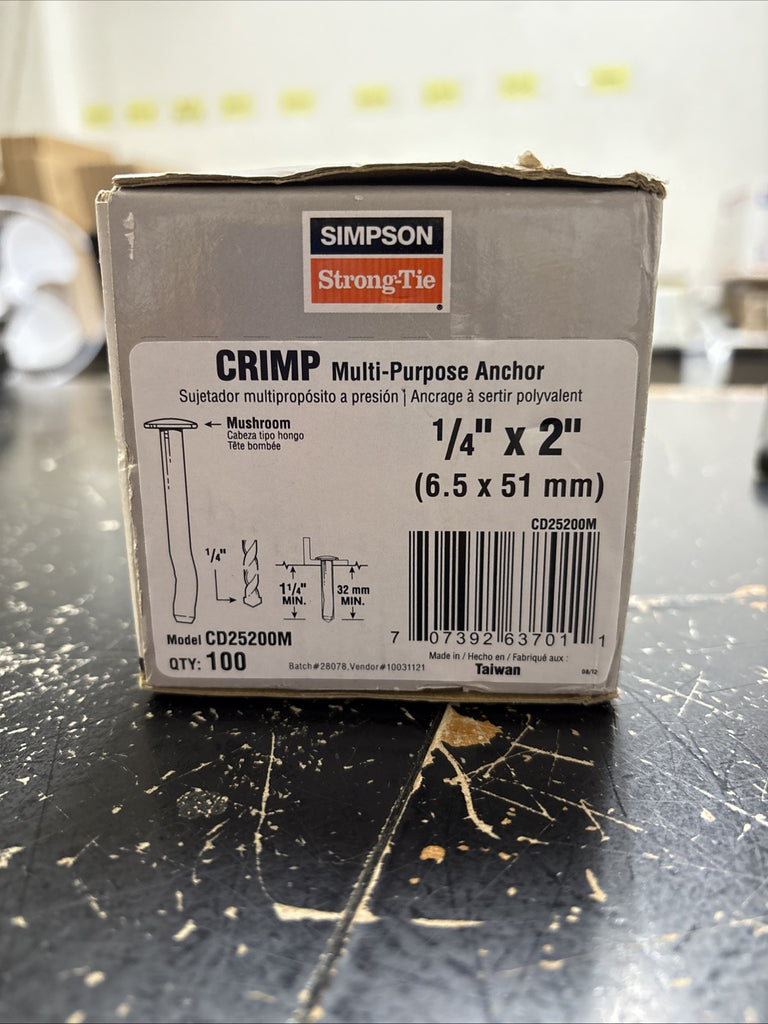 SIMPSON
Strong-Tie
®
CRIMP Multi-Purpose Anchor
Sujetador multipropósito a presión | Ancrage à sertir polyvalent
Mushroom
Cabeza tipo hongo
Tête bombée
1/4" x 2"
(6.5 x 51 mm)
CD25200M
1/4"
1 1/4" MIN.
32 mm MIN.
7 07392 63701 1
Model CD25200M
QTY: 100
Batch#28078,Vendor#10031121
Made in / Hecho en / Fabriqué aux :
Taiwan
08/12